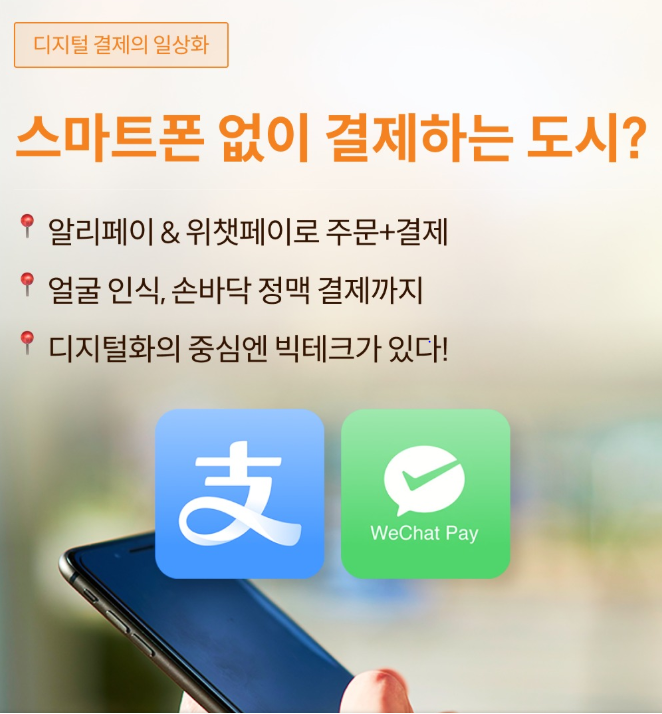 디지털 결제의 일상화
스마트폰 없이 결제하는 도시?
알리페이 & 위챗페이로 주문+결제
얼굴 인식, 손바닥 정맥 결제까지
디지털화의 중심엔 빅테크가 있다!
支
WeChat Pay